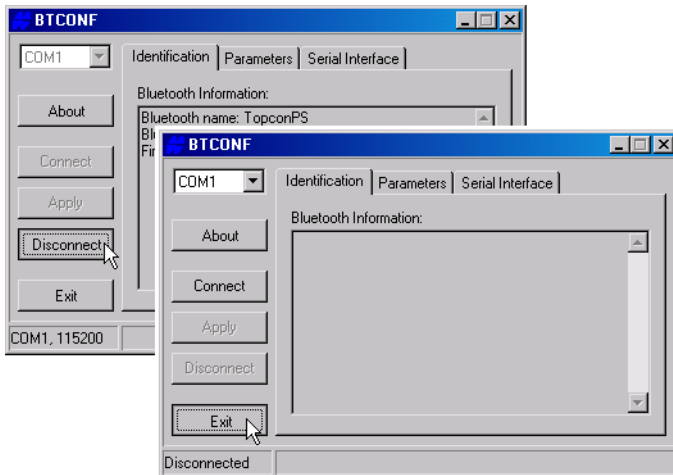 BTCONF
COM1
Identification Parameters Serial Interface
Bluetooth Information:
About
Bluetooth name: TopconPS
Connect
Apply
Disconnect
Exit
COM1, 115200
BTCONF
COM1
Identification Parameters Serial Interface
Bluetooth Information:
About
Connect
Apply
Disconnect
Exit
Disconnected